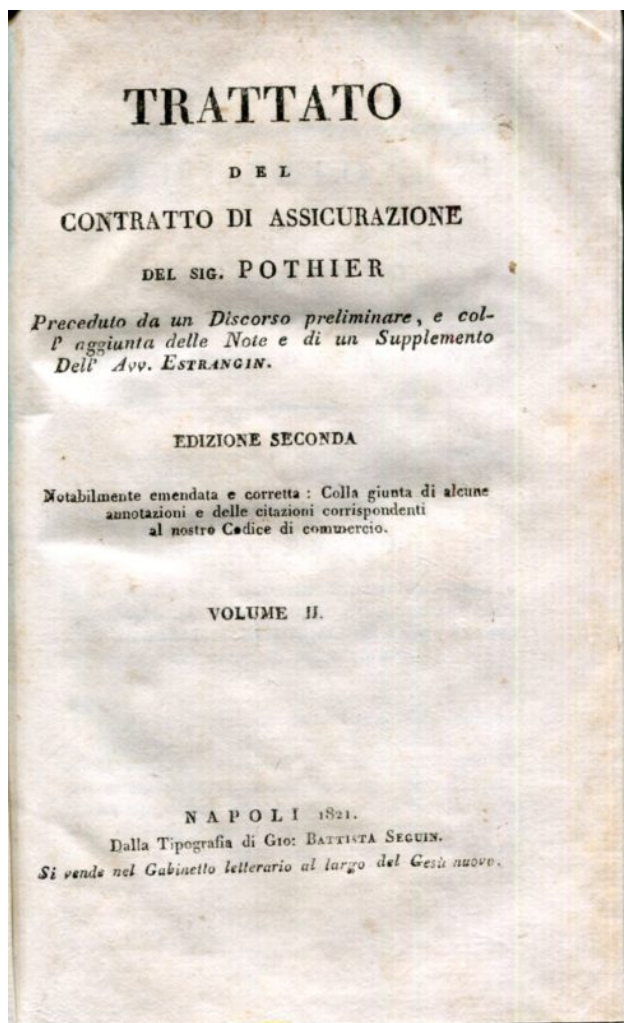 TRATTATO
DEL
CONTRATTO DI ASSICURAZIONE
DEL SIG. POTHIER
Preceduto da un Discorso preliminare, e col-
l' aggiunta delle Note e di un Supplemento
Dell' Avv. ESTRANGIN.
EDIZIONE SECONDA
Notabilmente emendata e corretta : Colla giunta di alcune
annotazioni e delle citazioni corrispondenti
al nostro Codice di commercio.
VOLUME II.
NAPOLI 1821.
Dalla Tipografia di GIO: BATTISTA SEGUIN.
Si vende nel Gabinetto letterario al largo del Gesù nuovo.